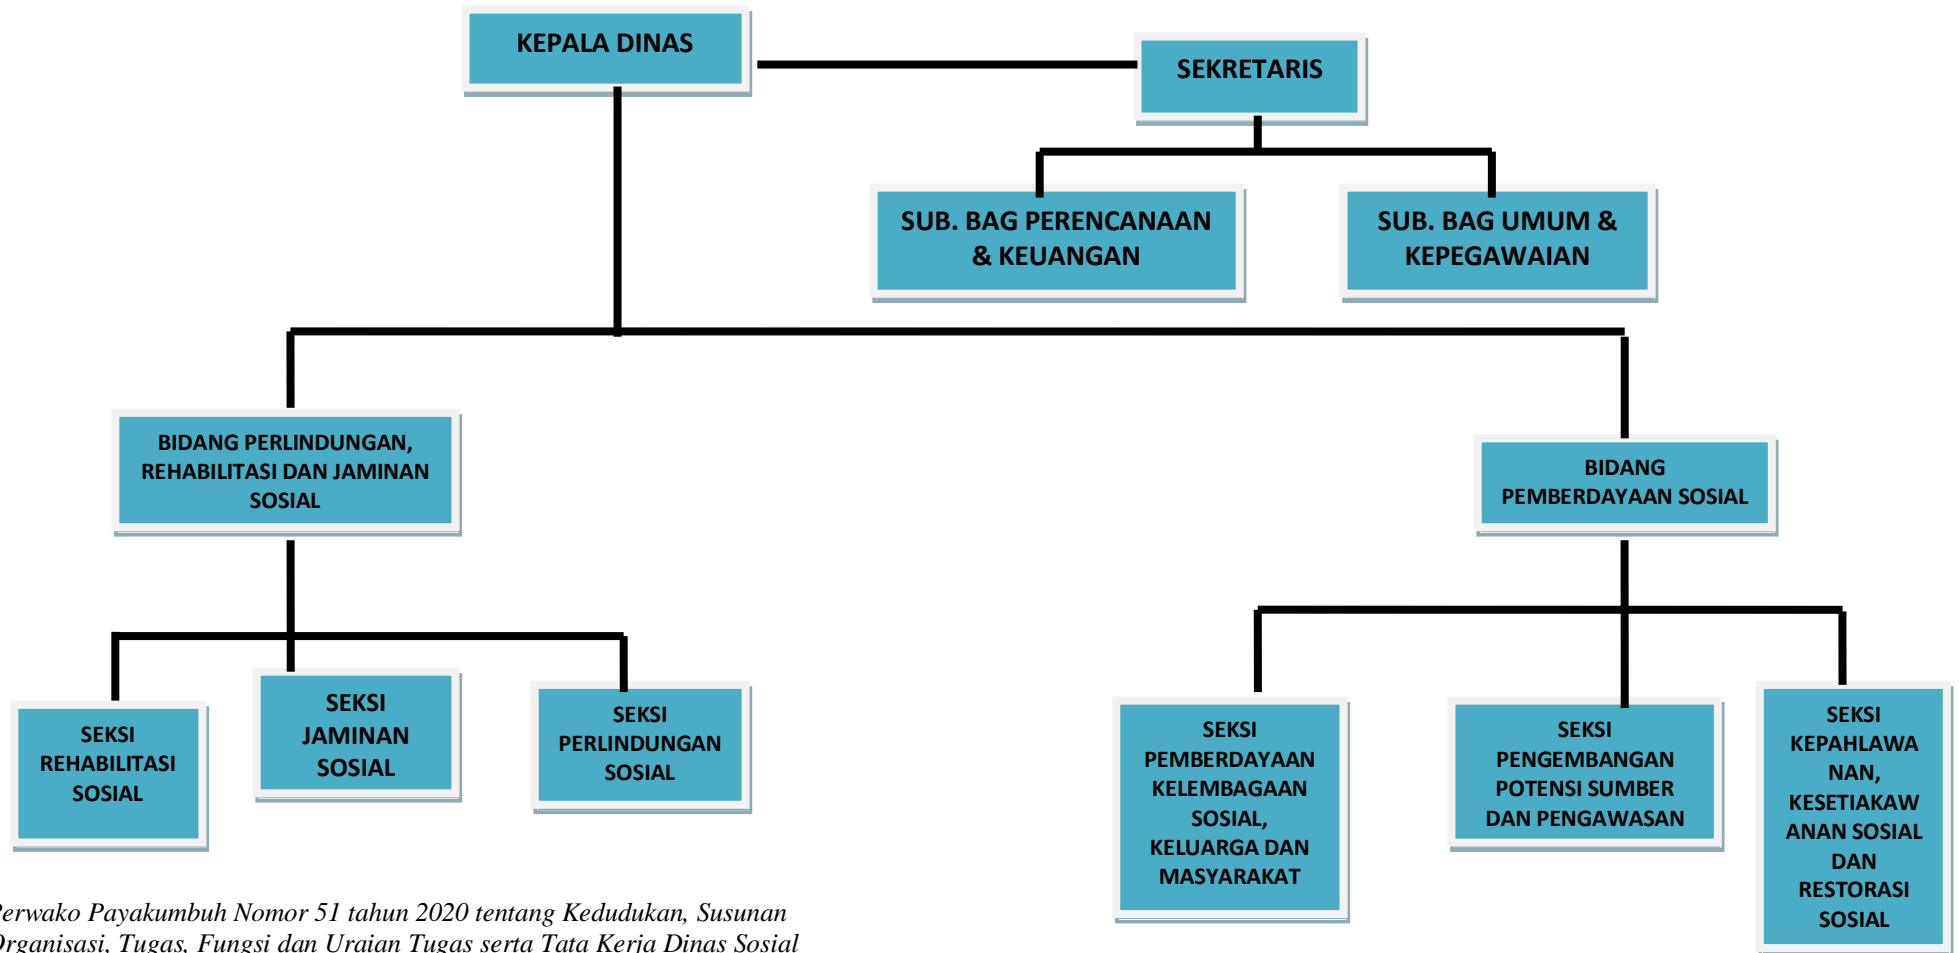 KEPALA DINAS
SEKRETARIS
SUB. BAG PERENCANAAN
& KEUANGAN
SUB. BAG UMUM &
KEPEGAWAIAN
BIDANG PERLINDUNGAN,
REHABILITASI DAN JAMINAN
SOSIAL
BIDANG
PEMBERDAYAAN SOSIAL
SEKSI
REHABILITASI
SOSIAL
SEKSI
JAMINAN
SOSIAL
SEKSI
PERLINDUNGAN
SOSIAL
SEKSI
PEMBERDAYAAN
KELEMBAGAAN
SOSIAL,
KELUARGA DAN
MASYARAKAT
SEKSI
PENGEMBANGAN
POTENSI SUMBER
DAN PENGAWASAN
SEKSI
KEPAHLAWA
NAN,
KESETIAKAW
ANAN SOSIAL
DAN
RESTORASI
SOSIAL
Perwako Payakumbuh Nomor 51 tahun 2020 tentang Kedudukan, Susunan
Organisasi, Tugas, Fungsi dan Uraian Tugas serta Tata Kerja Dinas Sosial